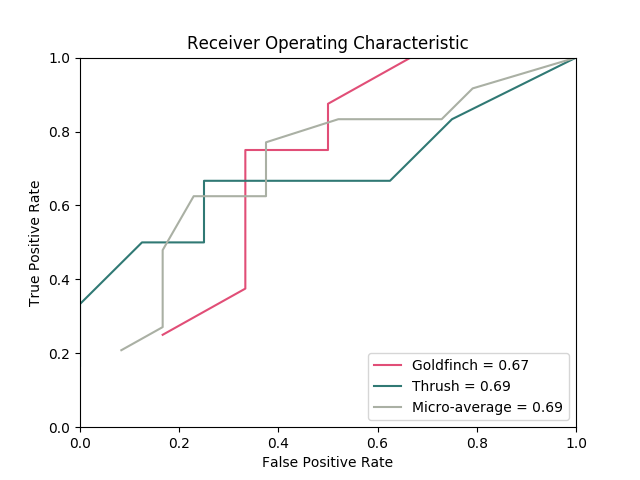 Receiver Operating Characteristic
True Positive Rate
1.0
0.8
0.6
0.4
0.2
0.0
Goldfinch = 0.67
Thrush = 0.69
Micro-average = 0.69
0.0 0.2 0.4 0.6 0.8 1.0
False Positive Rate